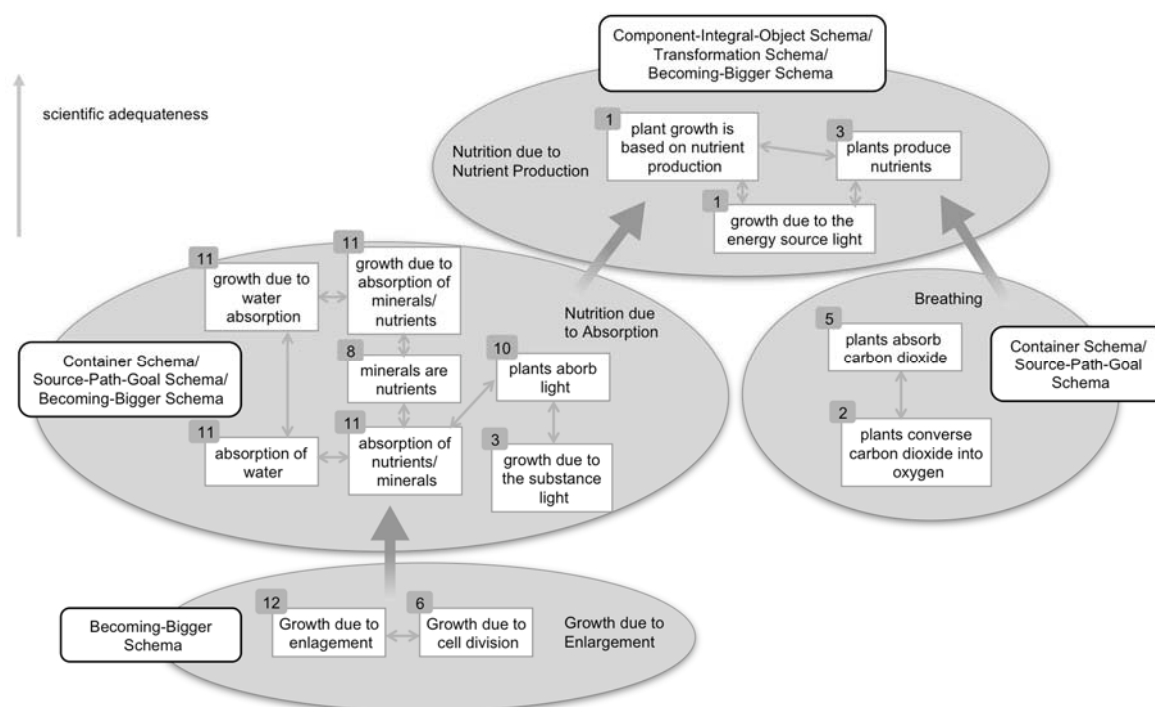 Component-Integral-Object Schema/
Transformation Schema/
Becoming-Bigger Schema
scientific adequateness
Nutrition due to
Nutrient Production
1
plant growth is
based on nutrient
production
3
plants produce
nutrients
1
growth due to the
energy source light
11
growth due to
water
absorption
11
growth due to
absorption of
minerals/
nutrients
Nutrition due
to Absorption
Container Schema/
Source-Path-Goal Schema/
Becoming-Bigger Schema
8
minerals are
nutrients
10
plants aborb
light
11
absorption of
water
11
absorption of
nutrients/
minerals
3
growth due to
the substance
light
Breathing
5
plants absorb
carbon dioxide
Container Schema/
Source-Path-Goal
Schema
2
plants converse
carbon dioxide into
oxygen
Becoming-Bigger
Schema
12
Growth due to
enlagement
6
Growth due to
cell division
Growth due to
Enlargement